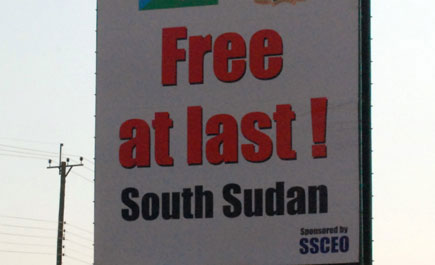 Free
at last !
South Sudan
Sponsored by
SSCEO